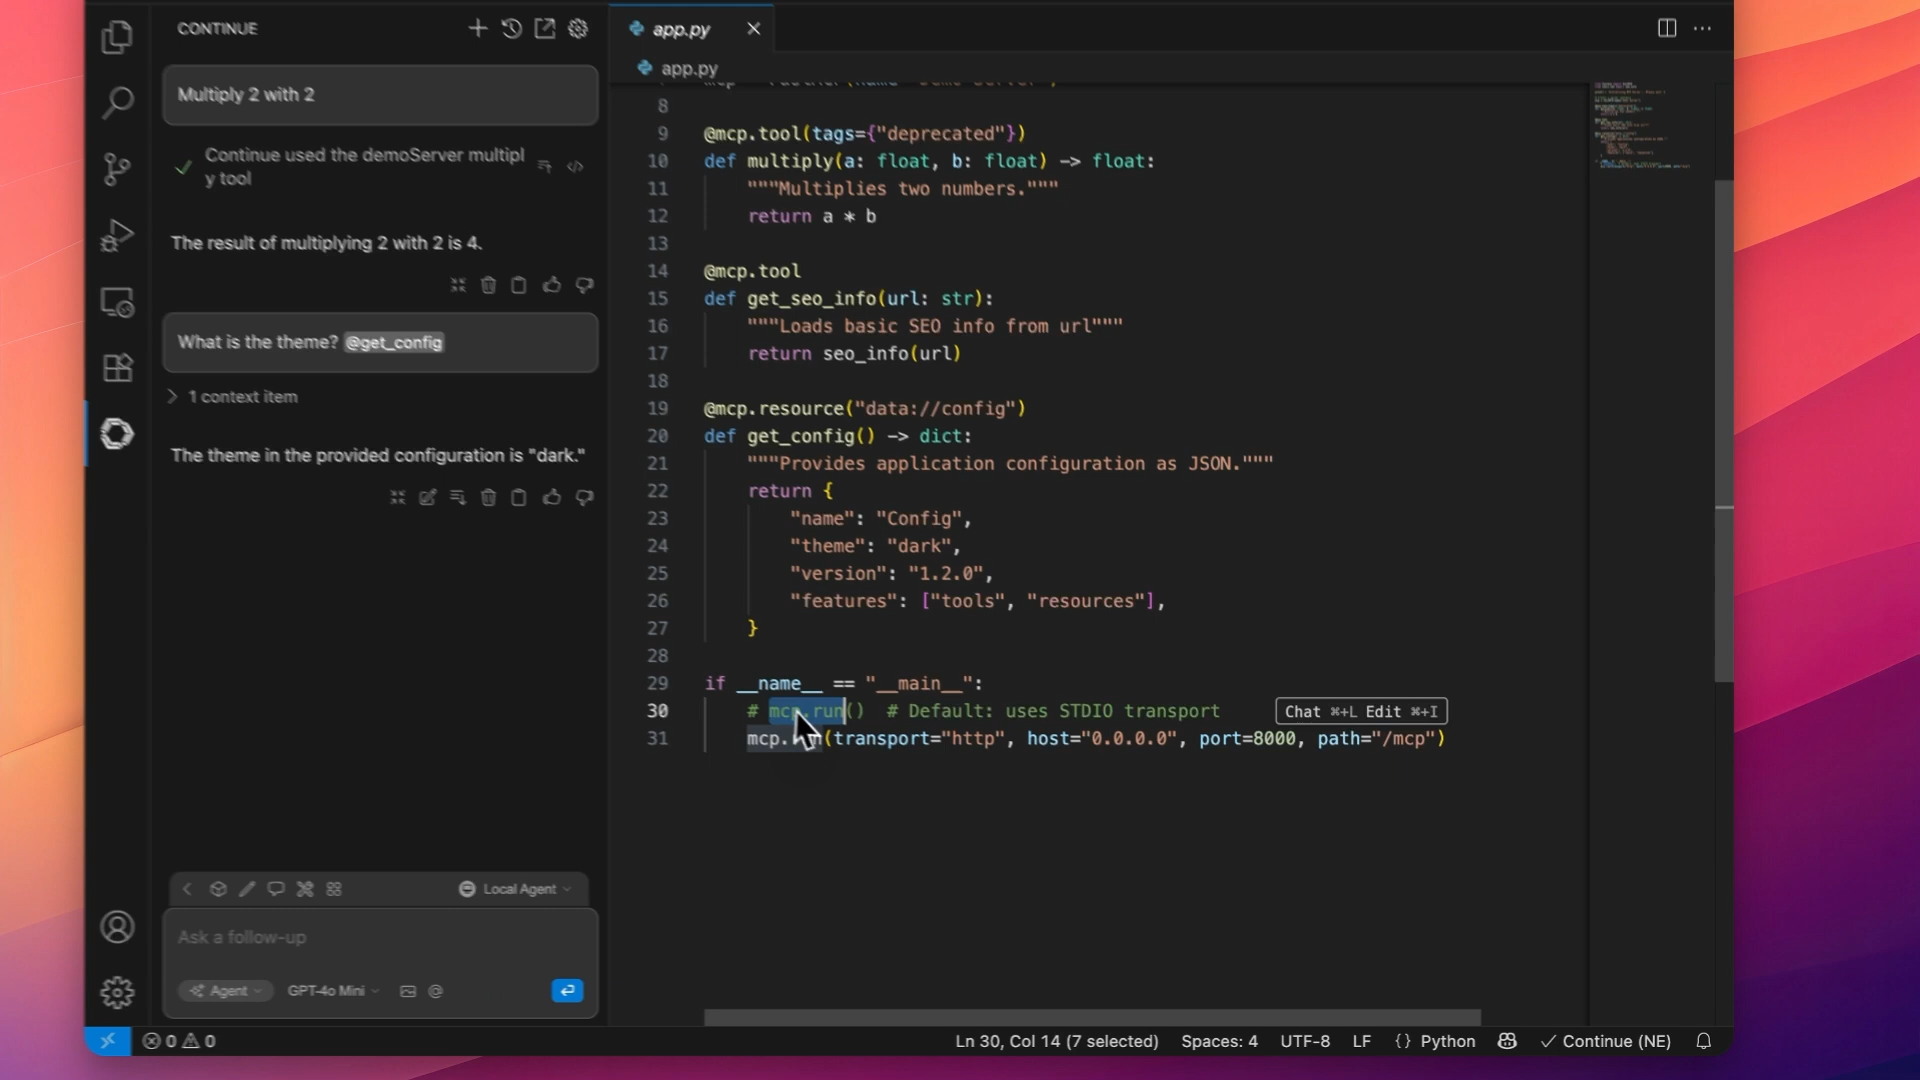 CONTINUE
Multiply 2 with 2
Continue used the demoServer multipl
y tool
The result of multiplying 2 with 2 is 4.
What is the theme? @get_config
1 context item
The theme in the provided configuration is "dark."
Local Agent
Ask a follow-up
Agent
GPT-4o Mini
app.py
app.py
8
9 @mcp.tool(tags={"deprecated"})
10 def multiply(a: float, b: float) -> float:
11 """Multiplies two numbers."""
12 return a * b
13
14 @mcp.tool
15 def get_seo_info(url: str):
16 """Loads basic SEO info from url"""
17 return seo_info(url)
18
19 @mcp.resource("data://config")
20 def get_config() -> dict:
21 """Provides application configuration as JSON."""
22 return {
23 "name": "Config",
24 "theme": "dark",
25 "version": "1.2.0",
26 "features": ["tools", "resources"],
27 }
28
29 if __name__ == "__main__":
30 # mcp.run() # Default: uses STDIO transport
Chat ⌘+L Edit ⌘+I
31 mcp.run(transport="http", host="0.0.0.0", port=8000, path="/mcp")
0 0
Ln 30, Col 14 (7 selected) Spaces: 4 UTF-8 LF {} Python Continue (NE)